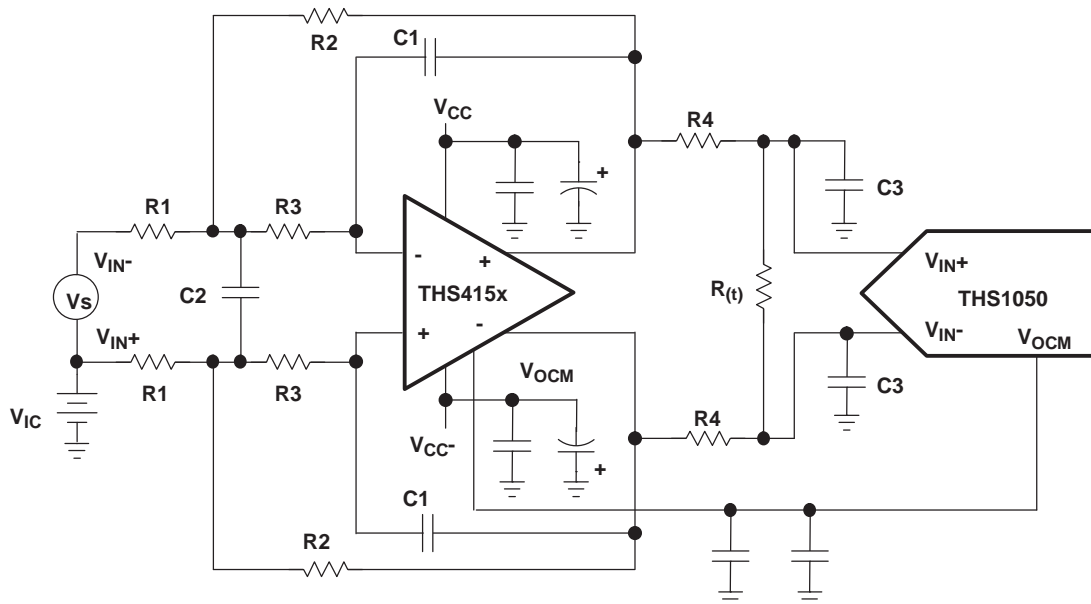 R2
C1
VCC
R4
R1
R3
C3
VIN-
-
+
VIN+
Vs
C2
THS415x
R(t)
THS1050
VIN+
+
-
VIN-
VOCM
R1
R3
VOCM
C3
VIC
R4
VCC-
+
C1
R2
+